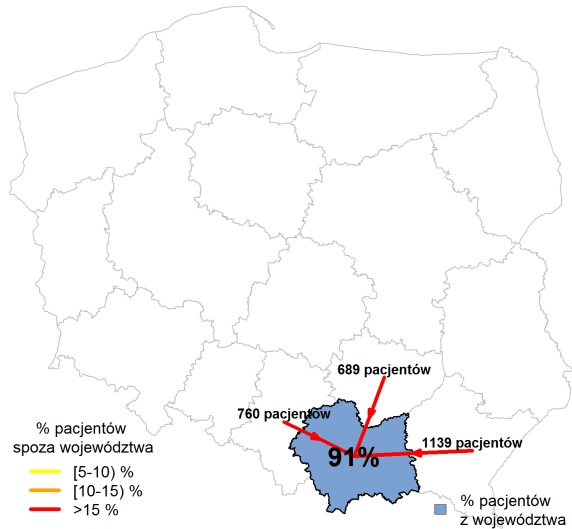 689 pacjentów
760 pacjentów
1139 pacjentów
91%
% pacjentów
spoza województwa
[5-10) %
[10-15) %
>15 %
% pacjentów
z województwa